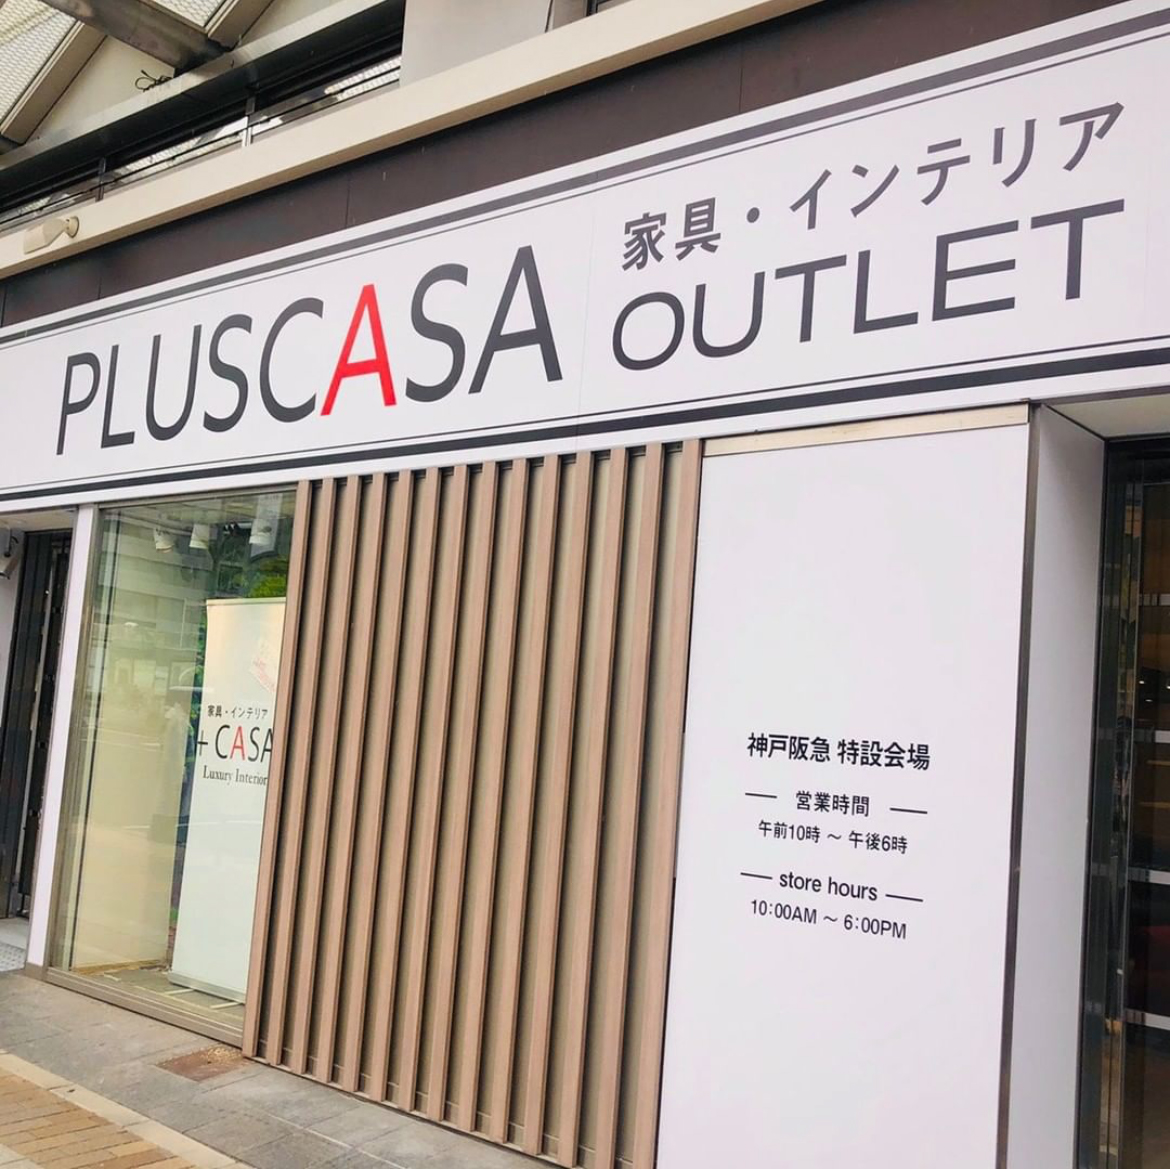 PLUSCASA
家具・インテリア
OUTLET
家具・インテリア
+CASA
Luxury Interior
神戸阪急 特設会場
営業時間
午前10時 ～ 午後6時
store hours
10:00AM ～ 6:00PM